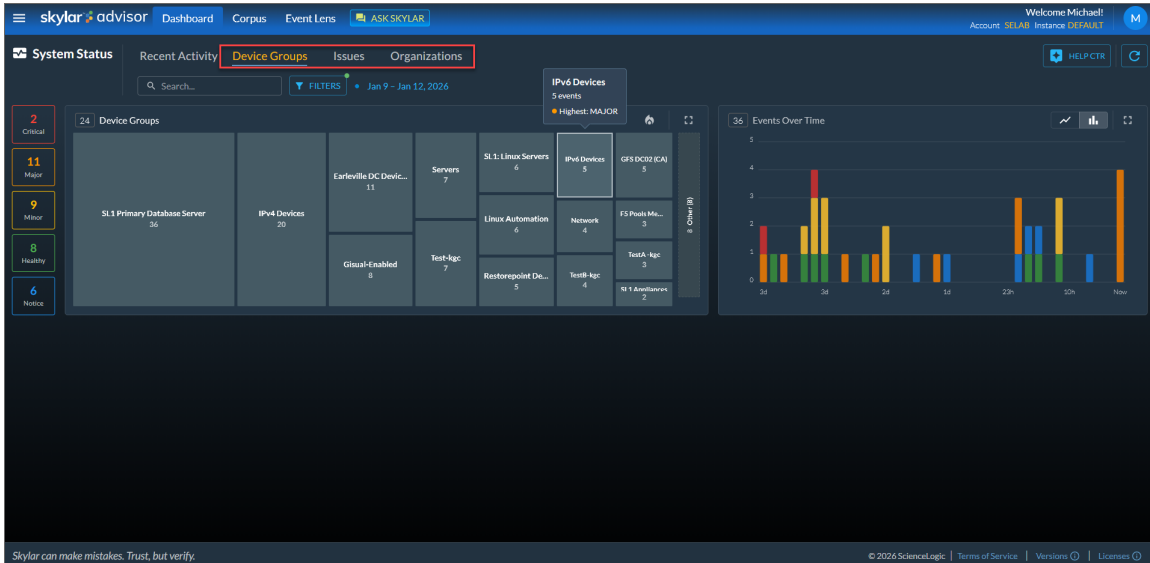 skylar advisor Dashboard Corpus Event Lens ASK SKYLAR
Welcome Michael!
Account SELAB Instance DEFAULT
M
System Status Recent Activity Device Groups Issues Organizations
HELP CTR
Search... FILTERS Jan 9 – Jan 12, 2026
IPv6 Devices
5 events
Highest: MAJOR
2
Critical
11
Major
9
Minor
8
Healthy
6
Notice
24 Device Groups
SL1 Primary Database Server
36
IPv4 Devices
20
Earleville DC Devic...
11
Gisual-Enabled
8
Servers
7
Test-kgc
7
SL1: Linux Servers
6
Linux Automation
6
Restorepoint De...
5
IPv6 Devices
5
Network
4
TestB-kgc
4
GFS DC02 (CA)
5
F5 Pools Me...
3
TestA-kgc
3
SL1 Appliances
2
Other (8)
8
36 Events Over Time
5
4
3
2
1
0
3d 3d 2d 1d 23h 10h Now
Skylar can make mistakes. Trust, but verify.
© 2026 ScienceLogic | Terms of Service | Versions | Licenses